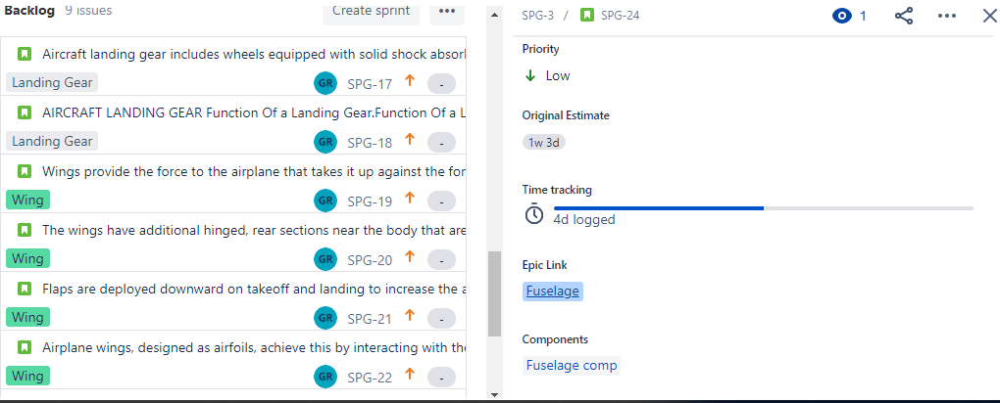 Backlog 9 issues
Create sprint
Aircraft landing gear includes wheels equipped with solid shock absor
Landing Gear
GR
SPG-17
-
AIRCRAFT LANDING GEAR Function Of a Landing Gear.Function Of a L
Landing Gear
GR
SPG-18
-
Wings provide the force to the airplane that takes it up against the for
Wing
GR
SPG-19
-
The wings have additional hinged, rear sections near the body that are
Wing
GR
SPG-20
-
Flaps are deployed downward on takeoff and landing to increase the a
Wing
GR
SPG-21
-
Airplane wings, designed as airfoils, achieve this by interacting with the
Wing
GR
SPG-22
-
SPG-3 / SPG-24
1
Priority
Low
Original Estimate
1w 3d
Time tracking
4d logged
Epic Link
Fuselage
Components
Fuselage comp